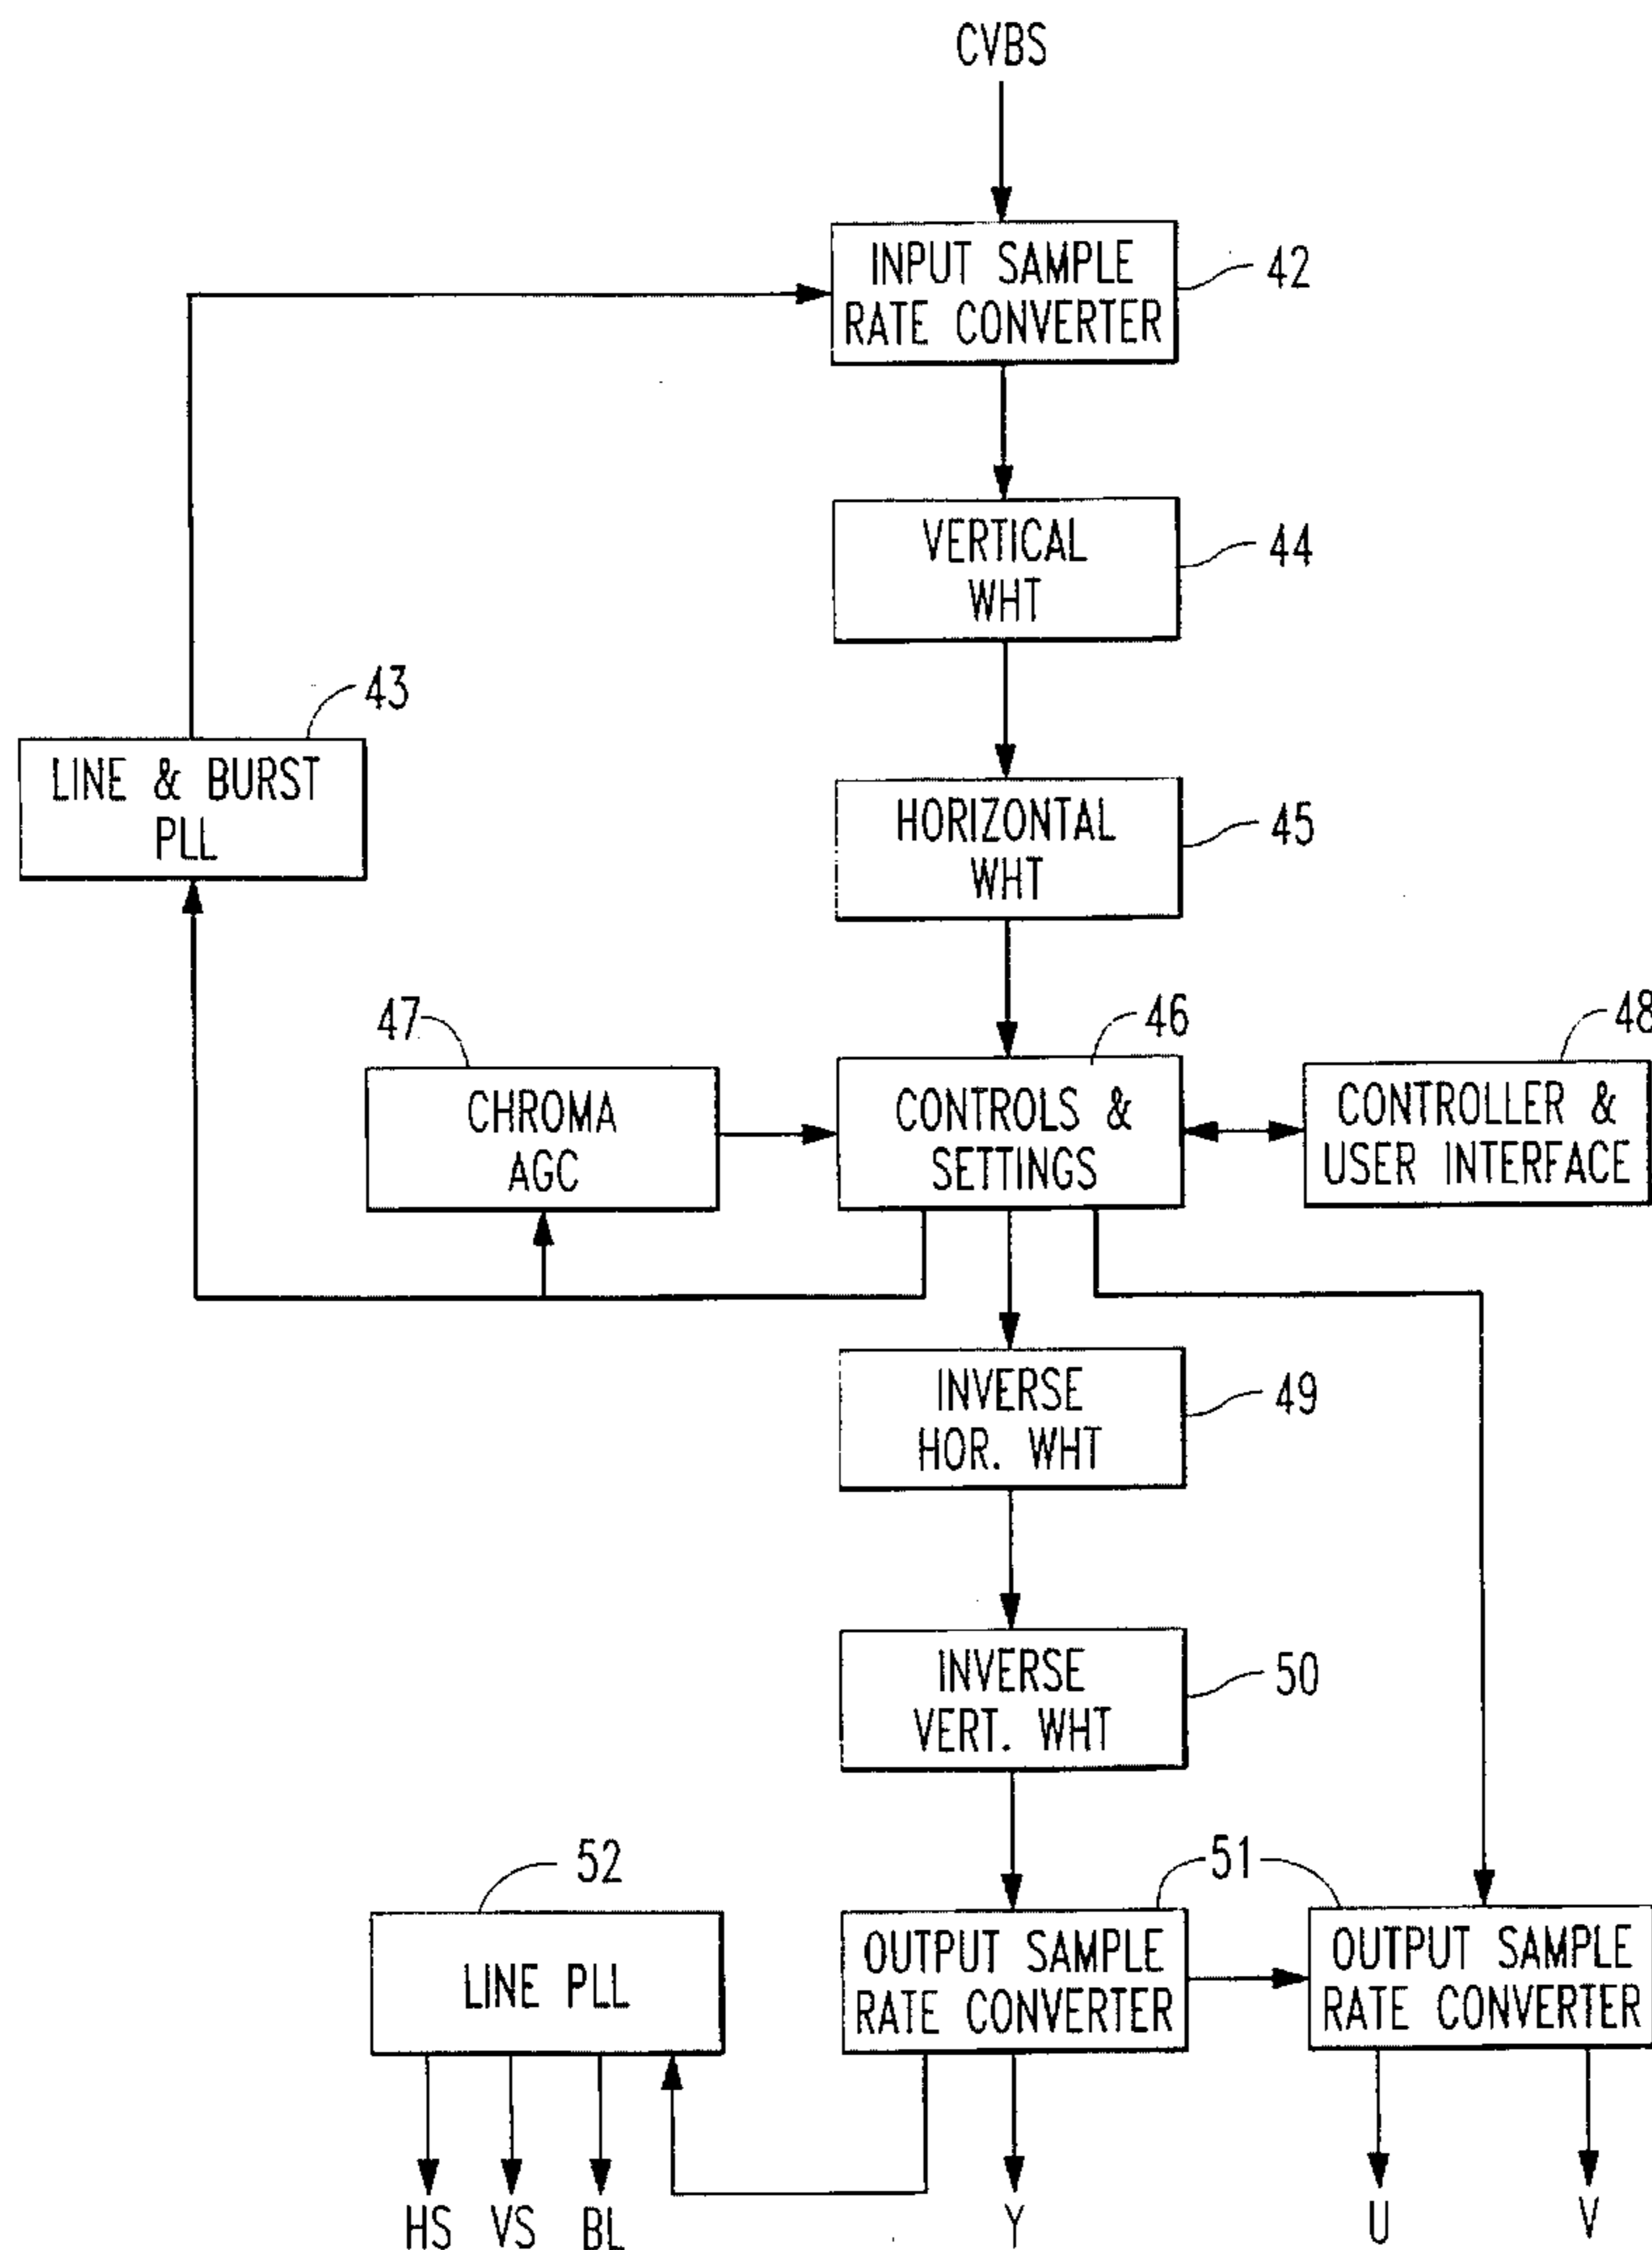 CVBS
INPUT SAMPLE
RATE CONVERTER
42
VERTICAL
WHT
44
43
LINE & BURST
PLL
HORIZONTAL
WHT
45
47
CHROMA
AGC
46
CONTROLS &
SETTINGS
48
CONTROLLER &
USER INTERFACE
INVERSE
HOR. WHT
49
INVERSE
VERT. WHT
50
52
LINE PLL
51
OUTPUT SAMPLE
RATE CONVERTER
OUTPUT SAMPLE
RATE CONVERTER
HS VS BL Y U V